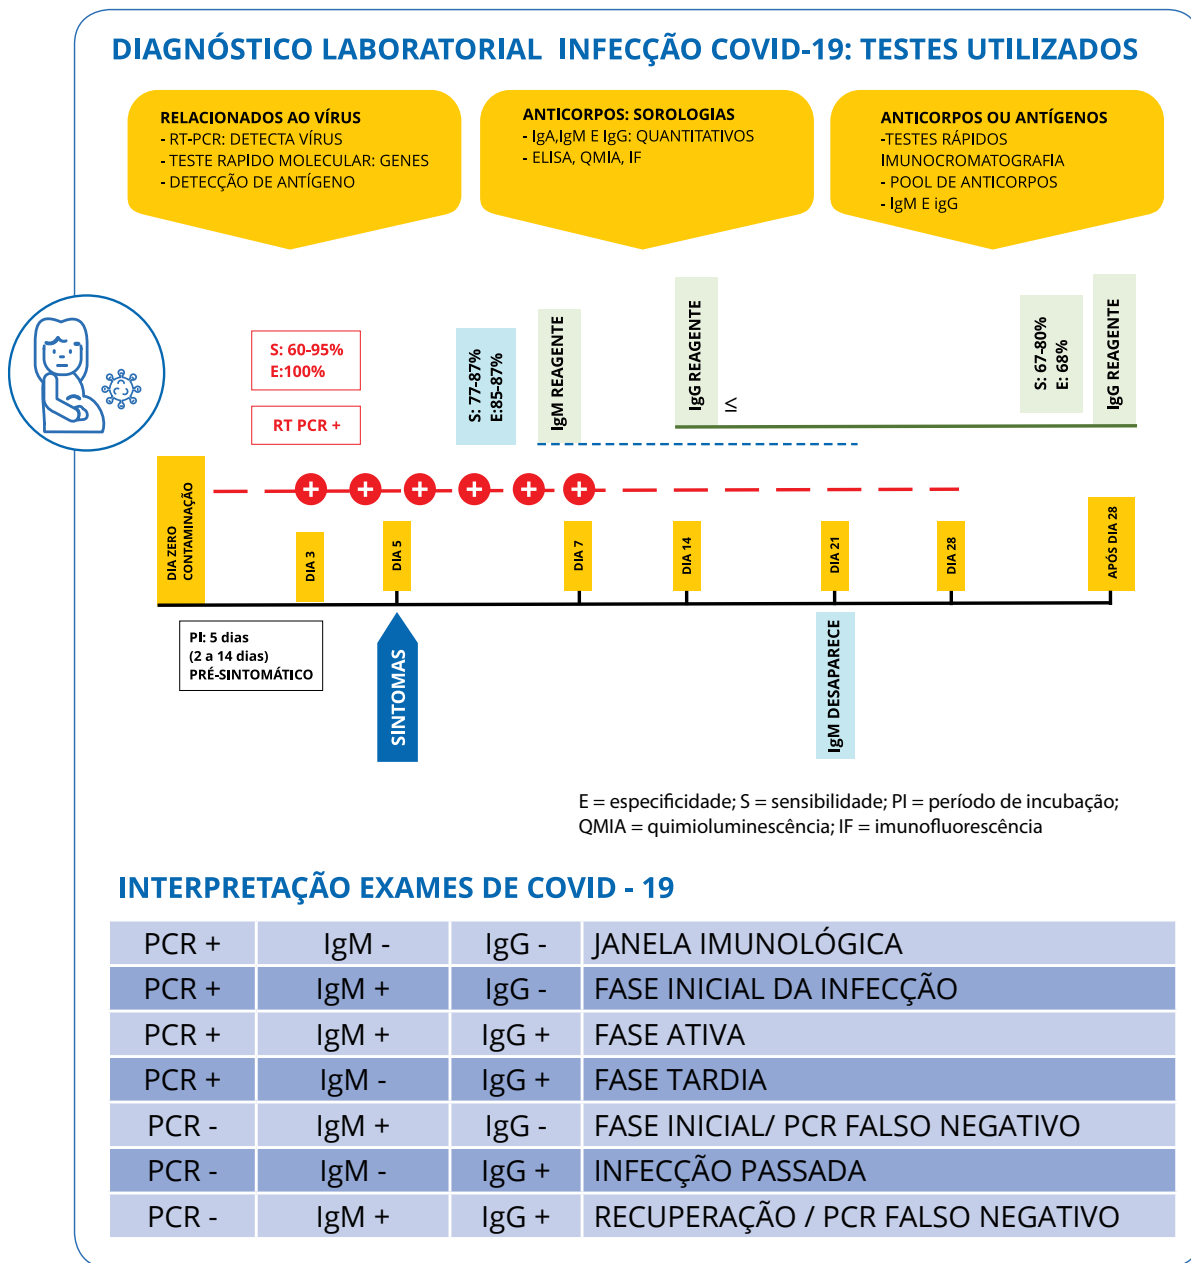 DIAGNÓSTICO LABORATORIAL INFECÇÃO COVID-19: TESTES UTILIZADOS
RELACIONADOS AO VÍRUS
- RT-PCR: DETECTA VÍRUS
- TESTE RAPIDO MOLECULAR: GENES
- DETECÇÃO DE ANTÍGENO
ANTICORPOS: SOROLOGIAS
- IgA,IgM E IgG: QUANTITATIVOS
- ELISA, QMIA, IF
ANTICORPOS OU ANTÍGENOS
-TESTES RÁPIDOS
IMUNOCROMATOGRAFIA
- POOL DE ANTICORPOS
- IgM E igG
S: 60-95%
E:100%
RT PCR +
S: 77-87%
E:85-87%
IgM REAGENTE
IgG REAGENTE
≤
S: 67-80%
E: 68%
IgG REAGENTE
+ + + + + +
DIA ZERO
CONTAMINAÇÃO
DIA 3
DIA 5
DIA 7
DIA 14
DIA 21
DIA 28
APÓS DIA 28
PI: 5 dias
(2 a 14 dias)
PRÉ-SINTOMÁTICO
SINTOMAS
IgM DESAPARECE
E = especificidade; S = sensibilidade; PI = período de incubação;
QMIA = quimioluminescência; IF = imunofluorescência
INTERPRETAÇÃO EXAMES DE COVID - 19
PCR + IgM - IgG - JANELA IMUNOLÓGICA
PCR + IgM + IgG - FASE INICIAL DA INFECÇÃO
PCR + IgM + IgG + FASE ATIVA
PCR + IgM - IgG + FASE TARDIA
PCR - IgM + IgG - FASE INICIAL/ PCR FALSO NEGATIVO
PCR - IgM - IgG + INFECÇÃO PASSADA
PCR - IgM + IgG + RECUPERAÇÃO / PCR FALSO NEGATIVO